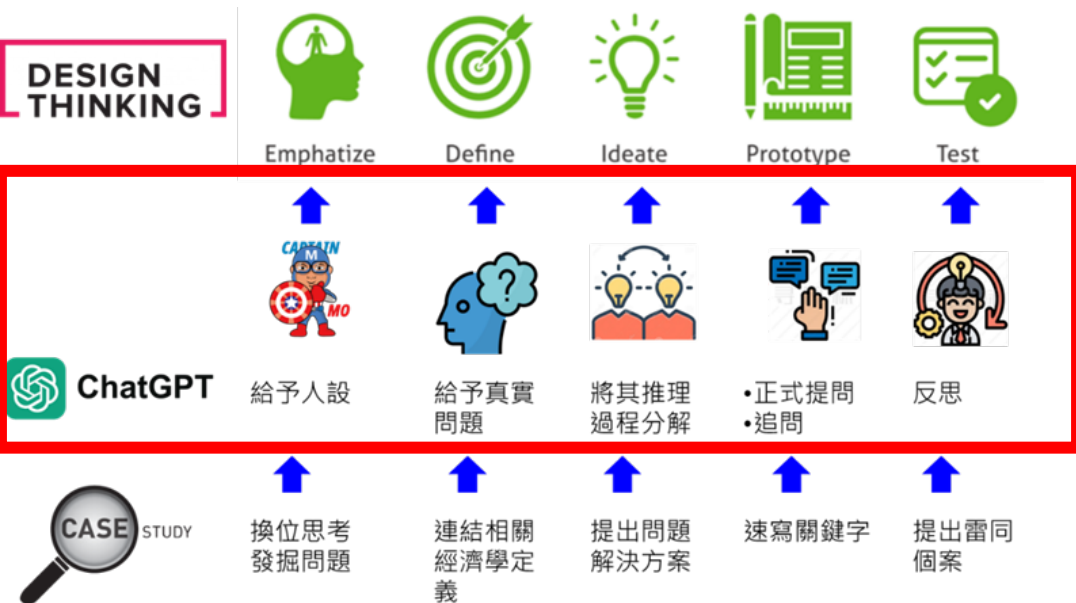 DESIGN
THINKING
Emphatize
Define
Ideate
Prototype
Test
CAPTAIN
M
MO
?
!
ChatGPT
給予人設
給予真實
問題
將其推理
過程分解
•正式提問
•追問
反思
CASE STUDY
換位思考
發掘問題
連結相關
經濟學定
義
提出問題
解決方案
速寫關鍵字
提出雷同
個案